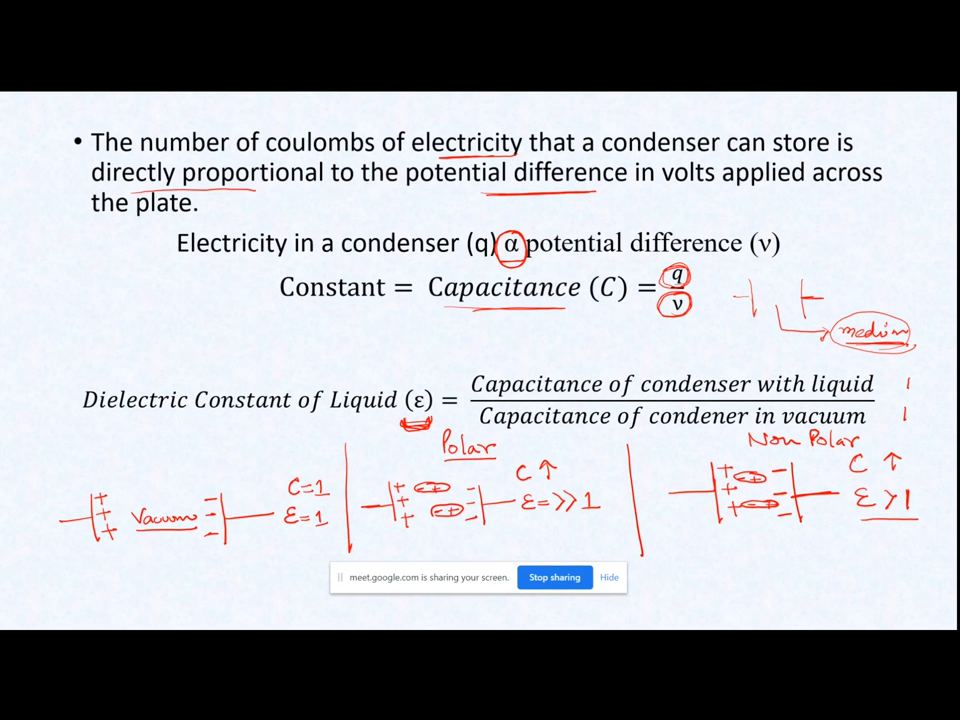 • The number of coulombs of electricity that a condenser can store is
directly proportional to the potential difference in volts applied across
the plate.
Electricity in a condenser (q) α potential difference (ν)
Constant = Capacitance (C) = q
ν
medium
Dielectric Constant of Liquid (ε) = Capacitance of condenser with liquid
Capacitance of condener in vacuum
Polar
Non Polar
+ + + Vacuum - - -
C=1
ε=1
+ + + - + - + - - -
C ↑
ε=>>1
+ + + - + - + - - -
C ↑
ε>1
meet.google.com is sharing your screen. Stop sharing Hide